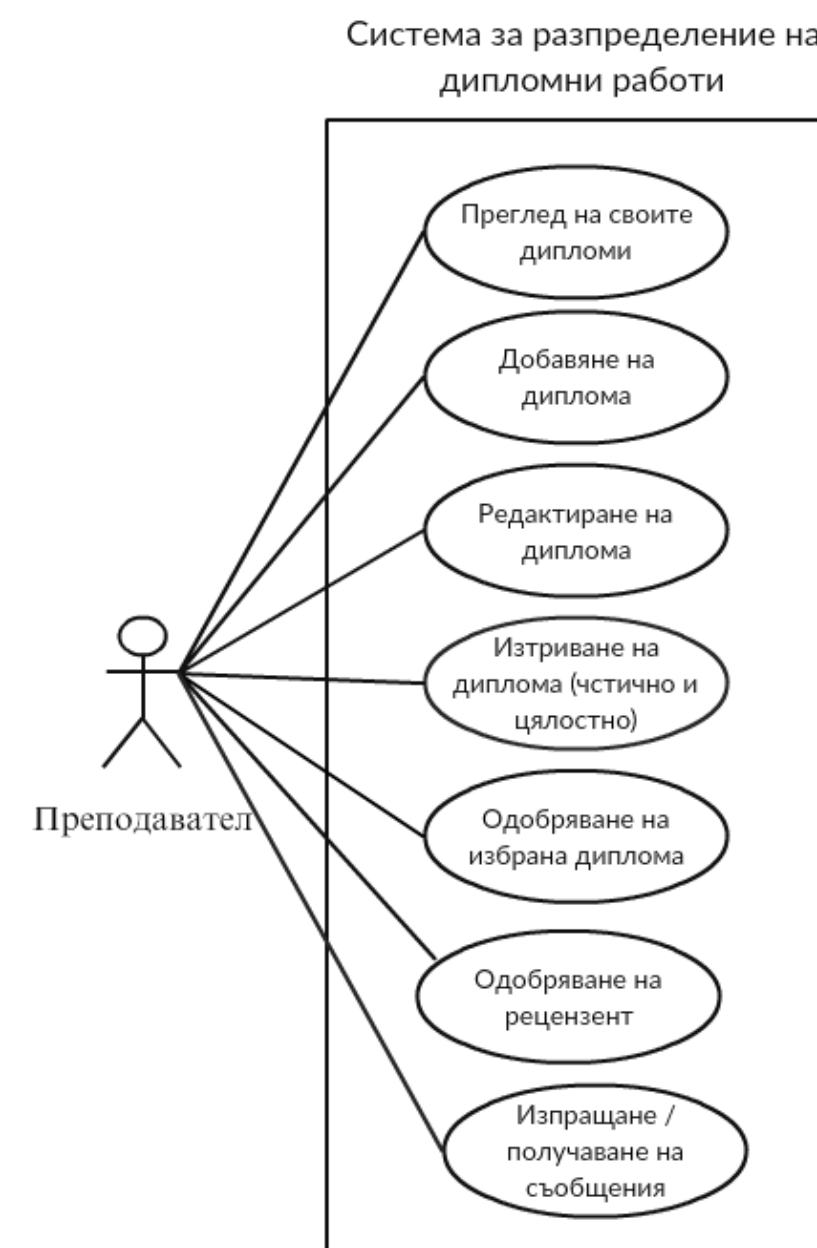 Система за разпределение на
дипломни работи
Преглед на своите
дипломи
Добавяне на
диплома
Редактиране на
диплома
Изтриване на
диплома (чстично и
цялостно)
Преподавател
Одобряване на
избрана диплома
Одобряване на
рецензент
Изпращане /
получаване на
съобщения